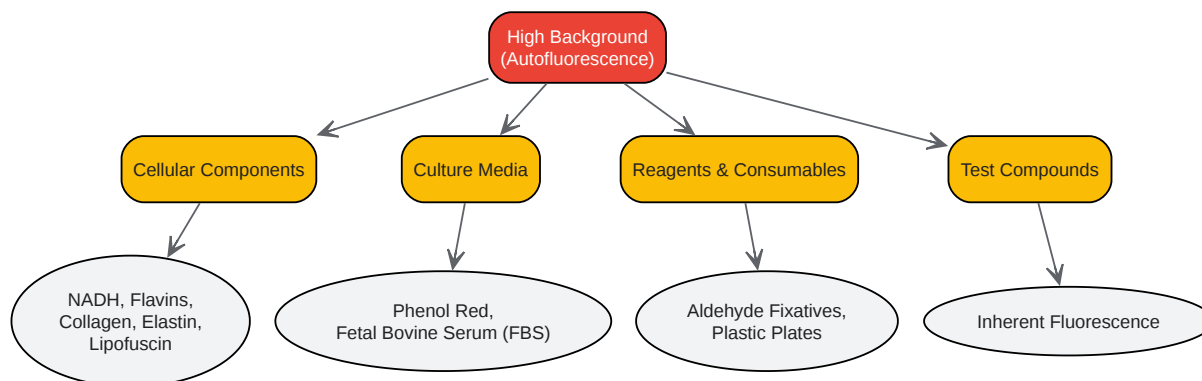 High Background
(Autofluorescence)
Cellular Components
Culture Media
Reagents & Consumables
Test Compounds
NADH, Flavins,
Collagen, Elastin,
Lipofuscin
Phenol Red,
Fetal Bovine Serum (FBS)
Aldehyde Fixatives,
Plastic Plates
Inherent Fluorescence